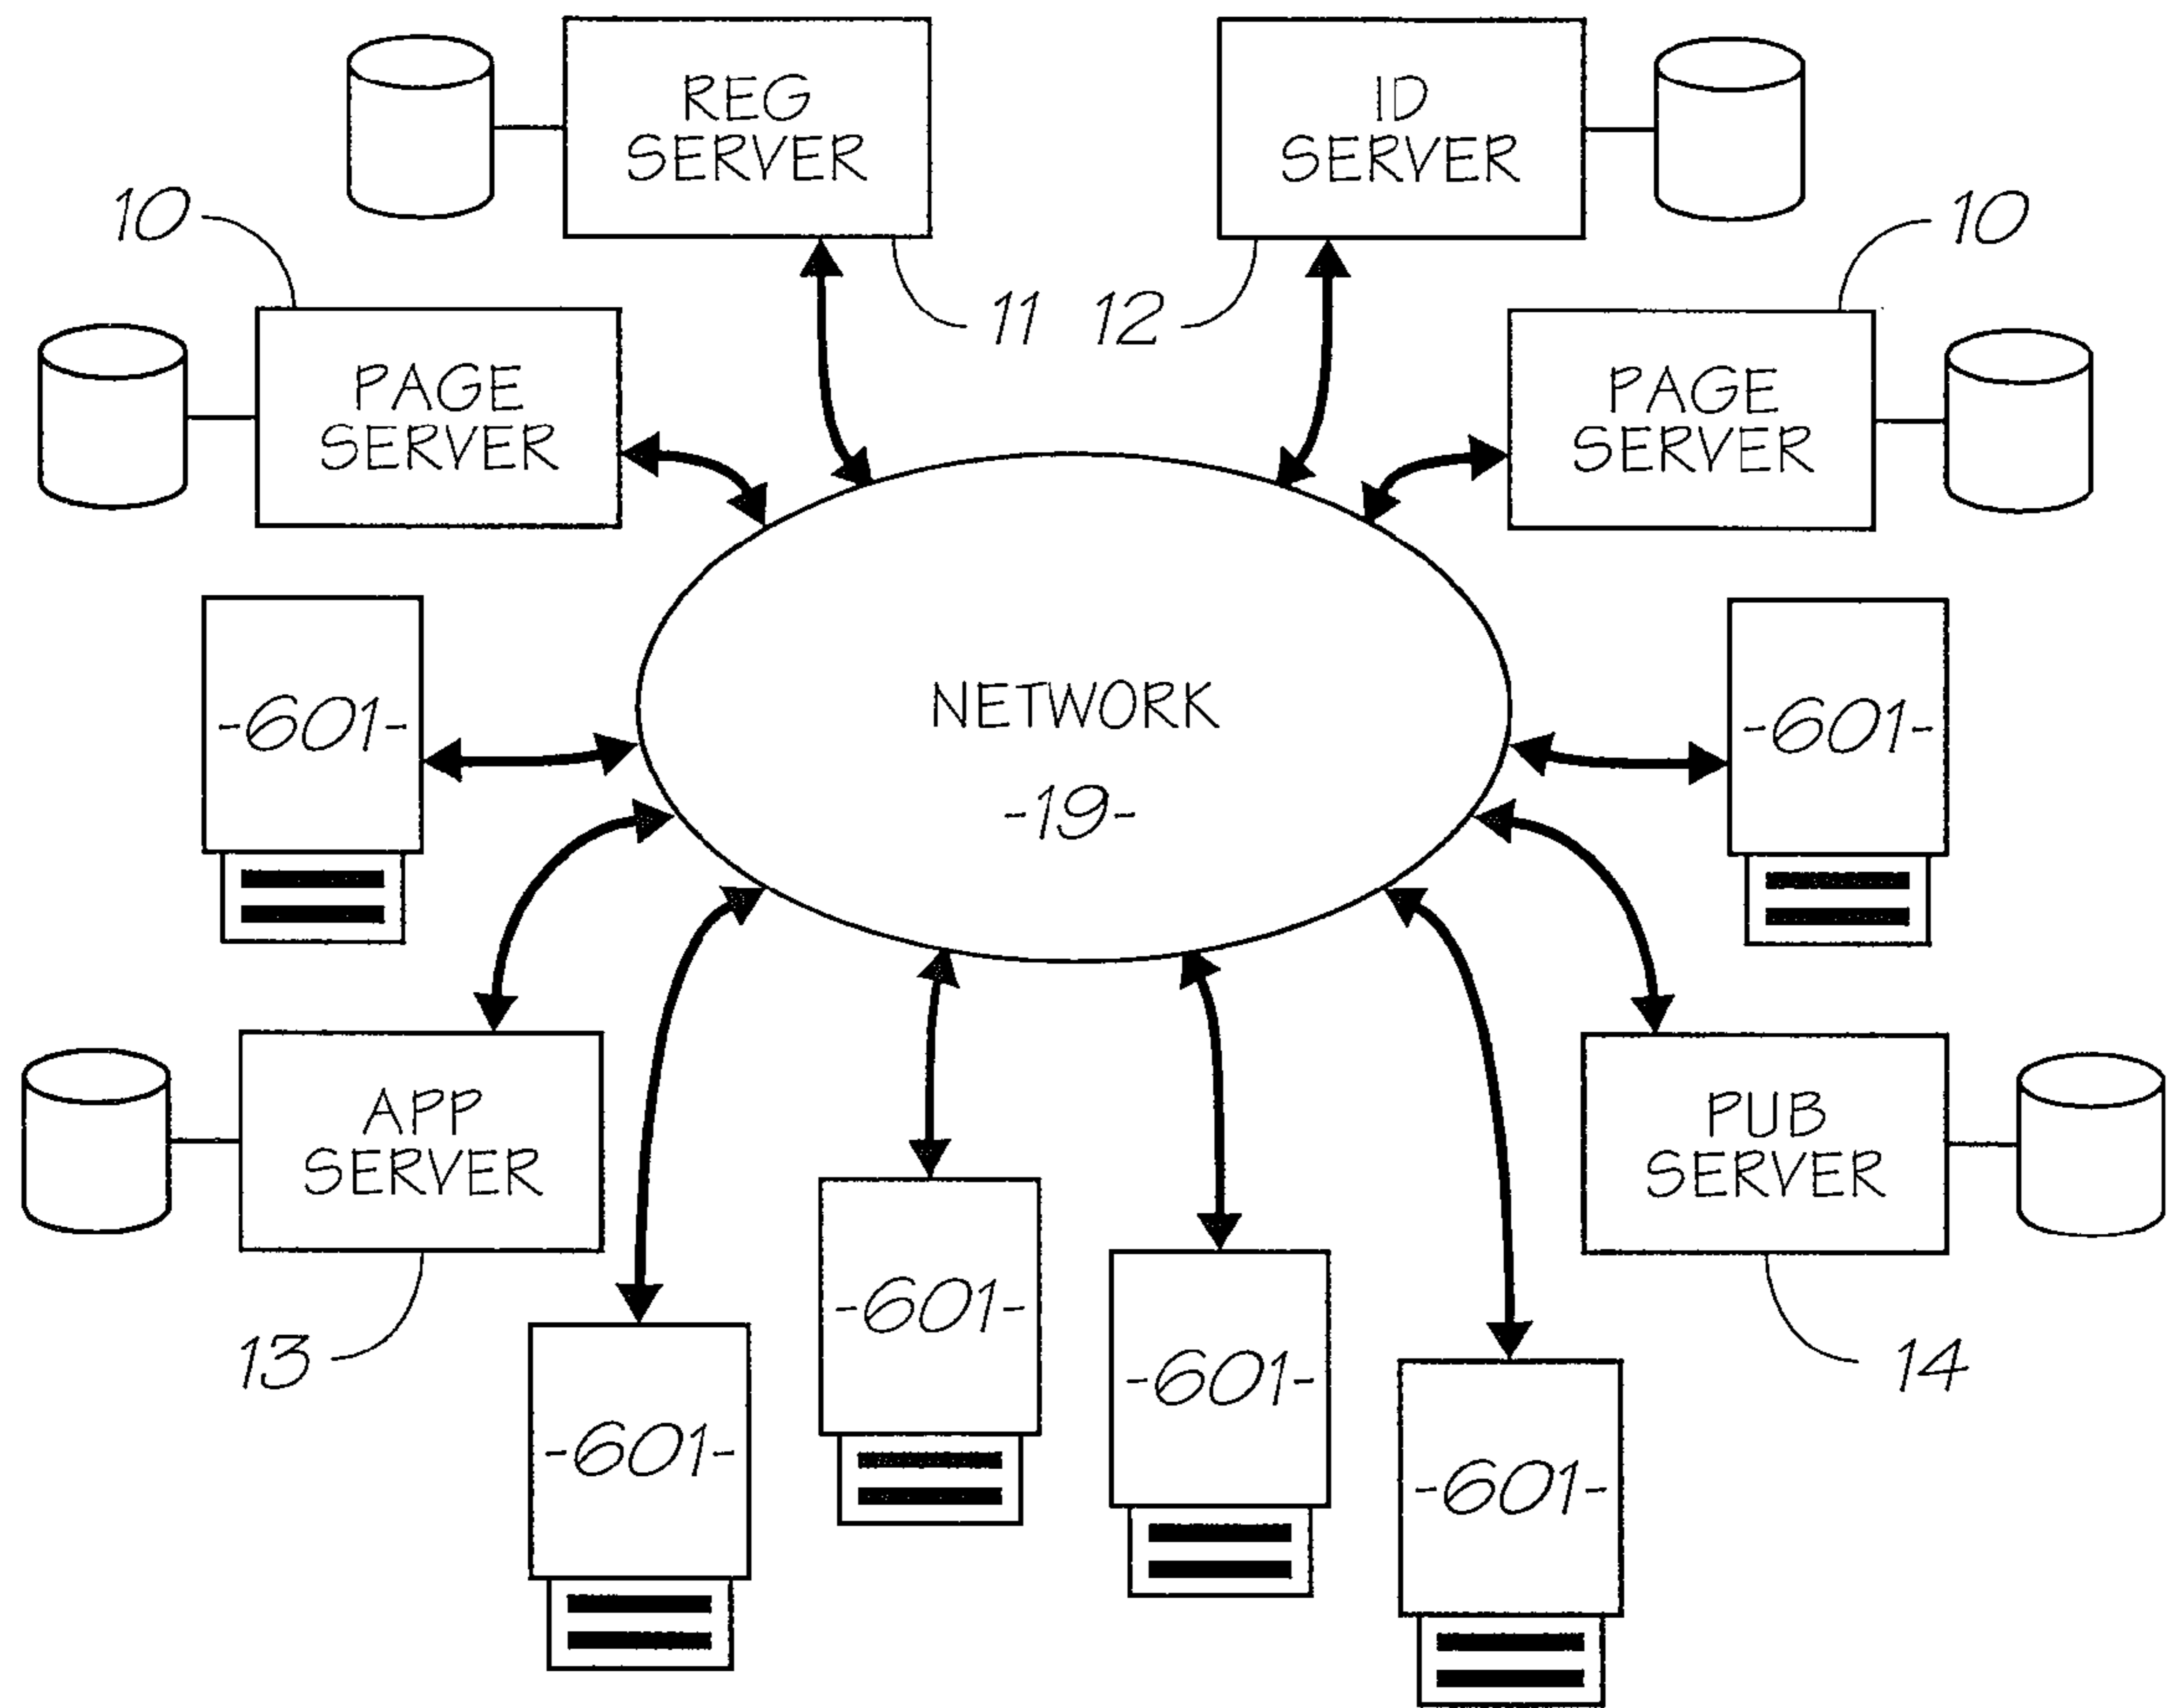 REG
SERVER
ID
SERVER
10
10
11
12
PAGE
SERVER
PAGE
SERVER
-601-
NETWORK
-19-
-601-
APP
SERVER
PUB
SERVER
13
-601-
-601-
-601-
-601-
14